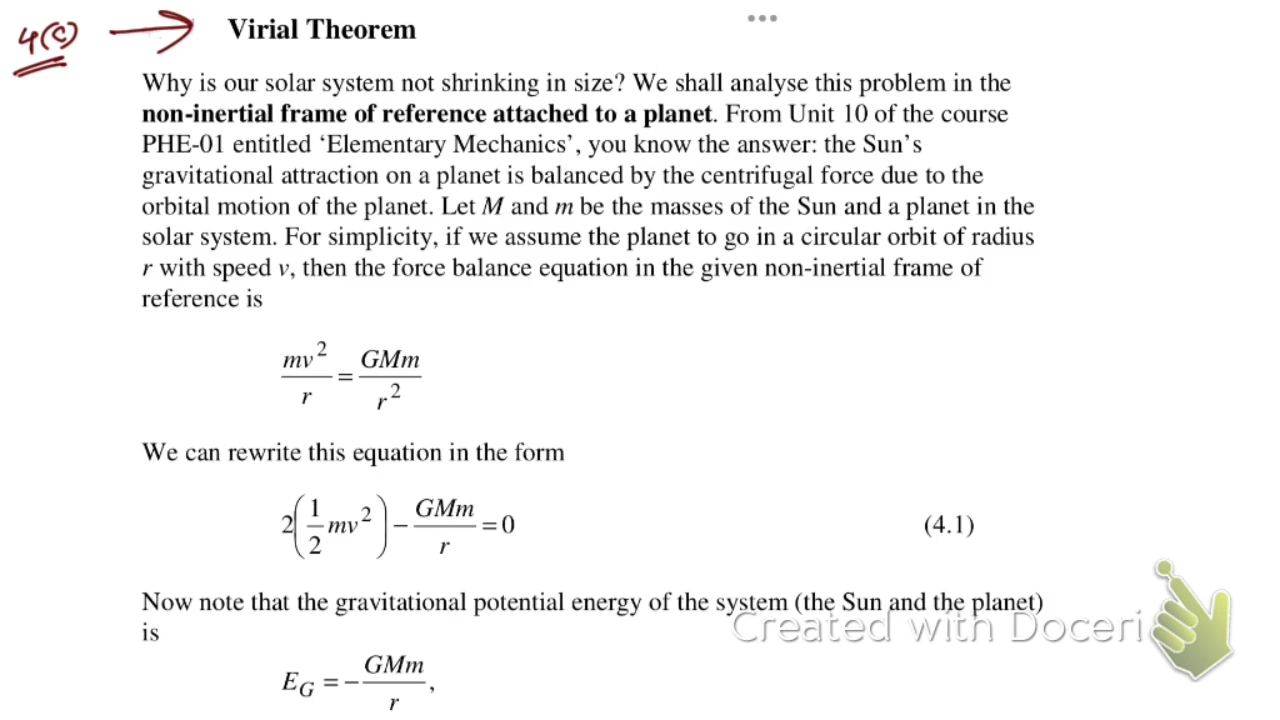 4(c) → Virial Theorem
Why is our solar system not shrinking in size? We shall analyse this problem in the
non-inertial frame of reference attached to a planet. From Unit 10 of the course
PHE-01 entitled ‘Elementary Mechanics’, you know the answer: the Sun’s
gravitational attraction on a planet is balanced by the centrifugal force due to the
orbital motion of the planet. Let M and m be the masses of the Sun and a planet in the
solar system. For simplicity, if we assume the planet to go in a circular orbit of radius
r with speed v, then the force balance equation in the given non-inertial frame of
reference is
mv²/r = GMm/r²
We can rewrite this equation in the form
2(1/2 mv²) − GMm/r = 0 (4.1)
Now note that the gravitational potential energy of the system (the Sun and the planet)
is
Created with Doceri
E_G = − GMm/r,